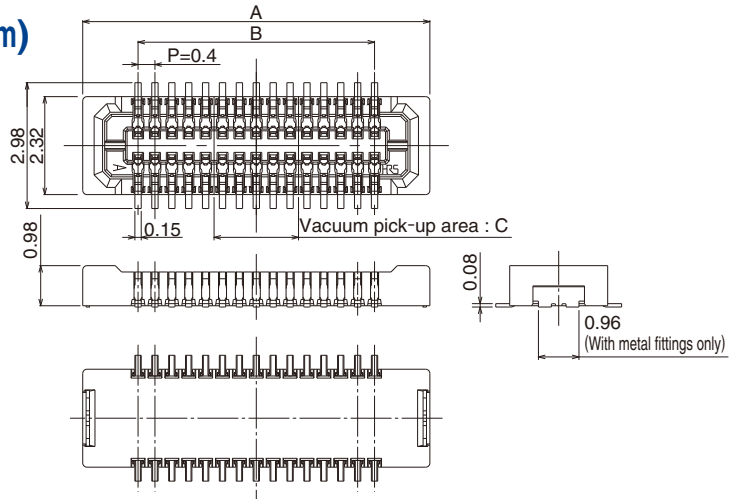 m)
A
B
P=0.4
2.98
2.32
A
HRS
0.15
Vacuum pick-up area : C
0.98
0.08
0.96
(With metal fittings only)